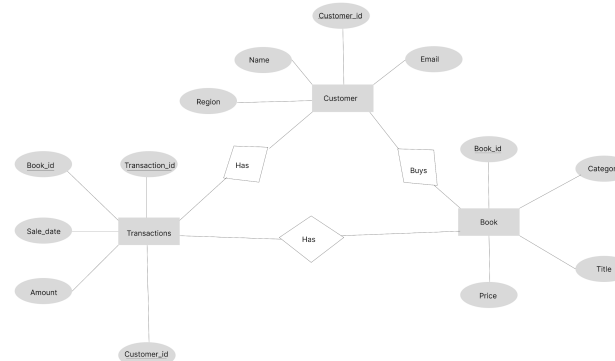 Customer_id
Name
Email
Region
Customer
Has
Buys
Book_id
Transaction_id
Book_id
Categor
Sale_date
Transactions
Has
Book
Amount
Price
Title
Customer_id